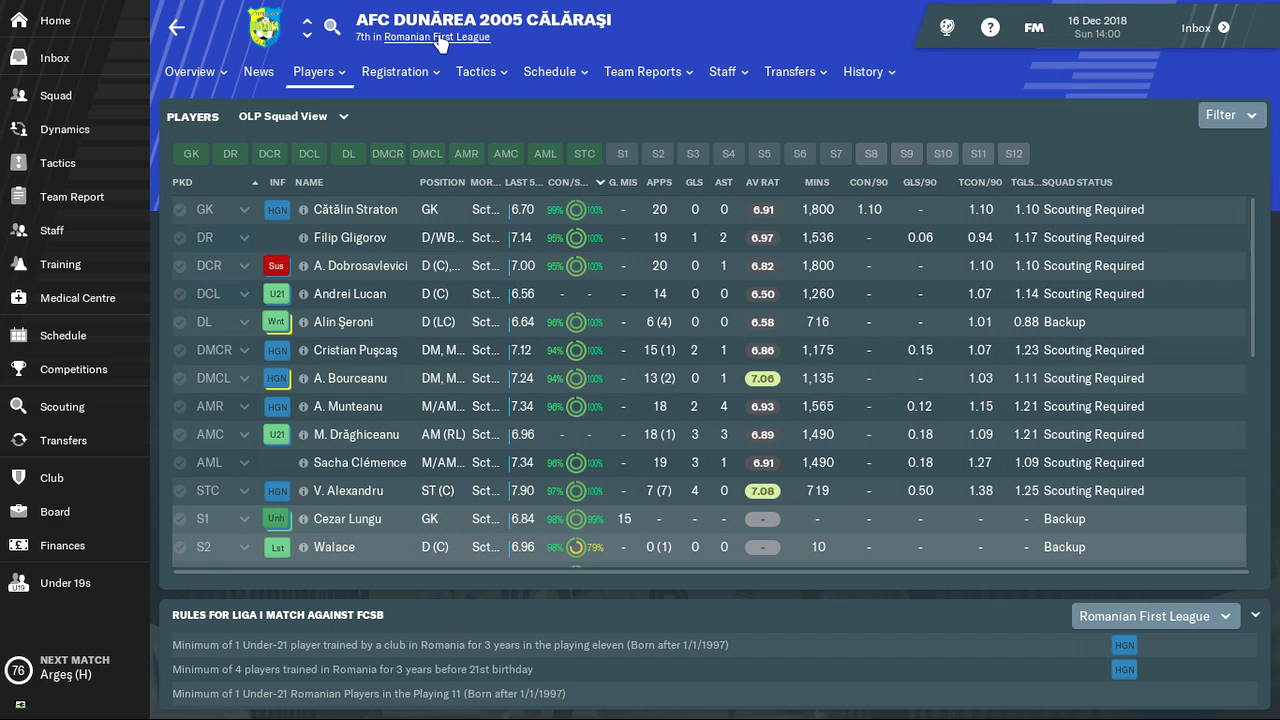 AFC DUNĂREA 2005 CĂLĂRAŞI
7th in Romanian First League
FM
16 Dec 2018
Sun 14:00
Inbox
Overview News Players Registration Tactics Schedule Team Reports Staff Transfers History
Home
Inbox
Squad
Dynamics
Tactics
Team Report
Staff
Training
Medical Centre
Schedule
Competitions
Scouting
Transfers
Club
Board
Finances
U19 Under 19s
76 NEXT MATCH
Argeş (H)
PLAYERS OLP Squad View Filter
GK DR DCR DCL DL DMCR DMCL AMR AMC AML STC S1 S2 S3 S4 S5 S6 S7 S8 S9 S10 S11 S12
PKD INF NAME POSITION MOR... LAST 5... CON/S... G. MIS APPS GLS AST AV RAT MINS CON/90 GLS/90 TCON/90 TGLS... SQUAD STATUS
GK HGN Cătălin Straton GK Sct... 6.70 99% 100% - 20 0 0 6.91 1,800 1.10 - 1.10 1.10 Scouting Required
DR Filip Gligorov D/WB... Sct... 7.14 95% 100% - 19 1 2 6.97 1,536 - 0.06 0.94 1.17 Scouting Required
DCR Sus A. Dobrosavlevici D (C),... Sct... 7.00 95% 100% - 20 0 1 6.82 1,800 - - 1.10 1.10 Scouting Required
DCL U21 Andrei Lucan D (C) Sct... 6.56 - - 14 0 0 6.50 1,260 - - 1.07 1.14 Scouting Required
DL Wnt Alin Şeroni D (LC) Sct... 6.64 96% 100% - 6 (4) 0 0 6.58 716 - - 1.01 0.88 Backup
DMCR HGN Cristian Puşcaş DM, M... Sct... 7.12 94% 100% - 15 (1) 2 1 6.86 1,175 - 0.15 1.07 1.23 Scouting Required
DMCL HGN A. Bourceanu DM, M... Sct... 7.24 94% 100% - 13 (2) 0 1 7.06 1,135 - - 1.03 1.11 Scouting Required
AMR HGN A. Munteanu M/AM... Sct... 7.34 96% 100% - 18 2 4 6.93 1,565 - 0.12 1.15 1.21 Scouting Required
AMC U21 M. Drăghiceanu AM (RL) Sct... 6.96 - - 18 (1) 3 3 6.89 1,490 - 0.18 1.09 1.21 Scouting Required
AML Sacha Clémence M/AM... Sct... 7.34 96% 100% - 19 3 1 6.91 1,490 - 0.18 1.27 1.09 Scouting Required
STC HGN V. Alexandru ST (C) Sct... 7.90 97% 100% - 7 (7) 4 0 7.08 719 - 0.50 1.38 1.25 Scouting Required
S1 Unh Cezar Lungu GK Sct... 6.84 98% 99% 15 - - - - - - - - - Backup
S2 Lst Walace D (C) Sct... 6.96 98% 79% - 0 (1) 0 0 - 10 - - - - Backup
RULES FOR LIGA I MATCH AGAINST FCSB Romanian First League
Minimum of 1 Under-21 player trained by a club in Romania for 3 years in the playing eleven (Born after 1/1/1997) HGN
Minimum of 4 players trained in Romania for 3 years before 21st birthday HGN
Minimum of 1 Under-21 Romanian Players in the Playing 11 (Born after 1/1/1997)